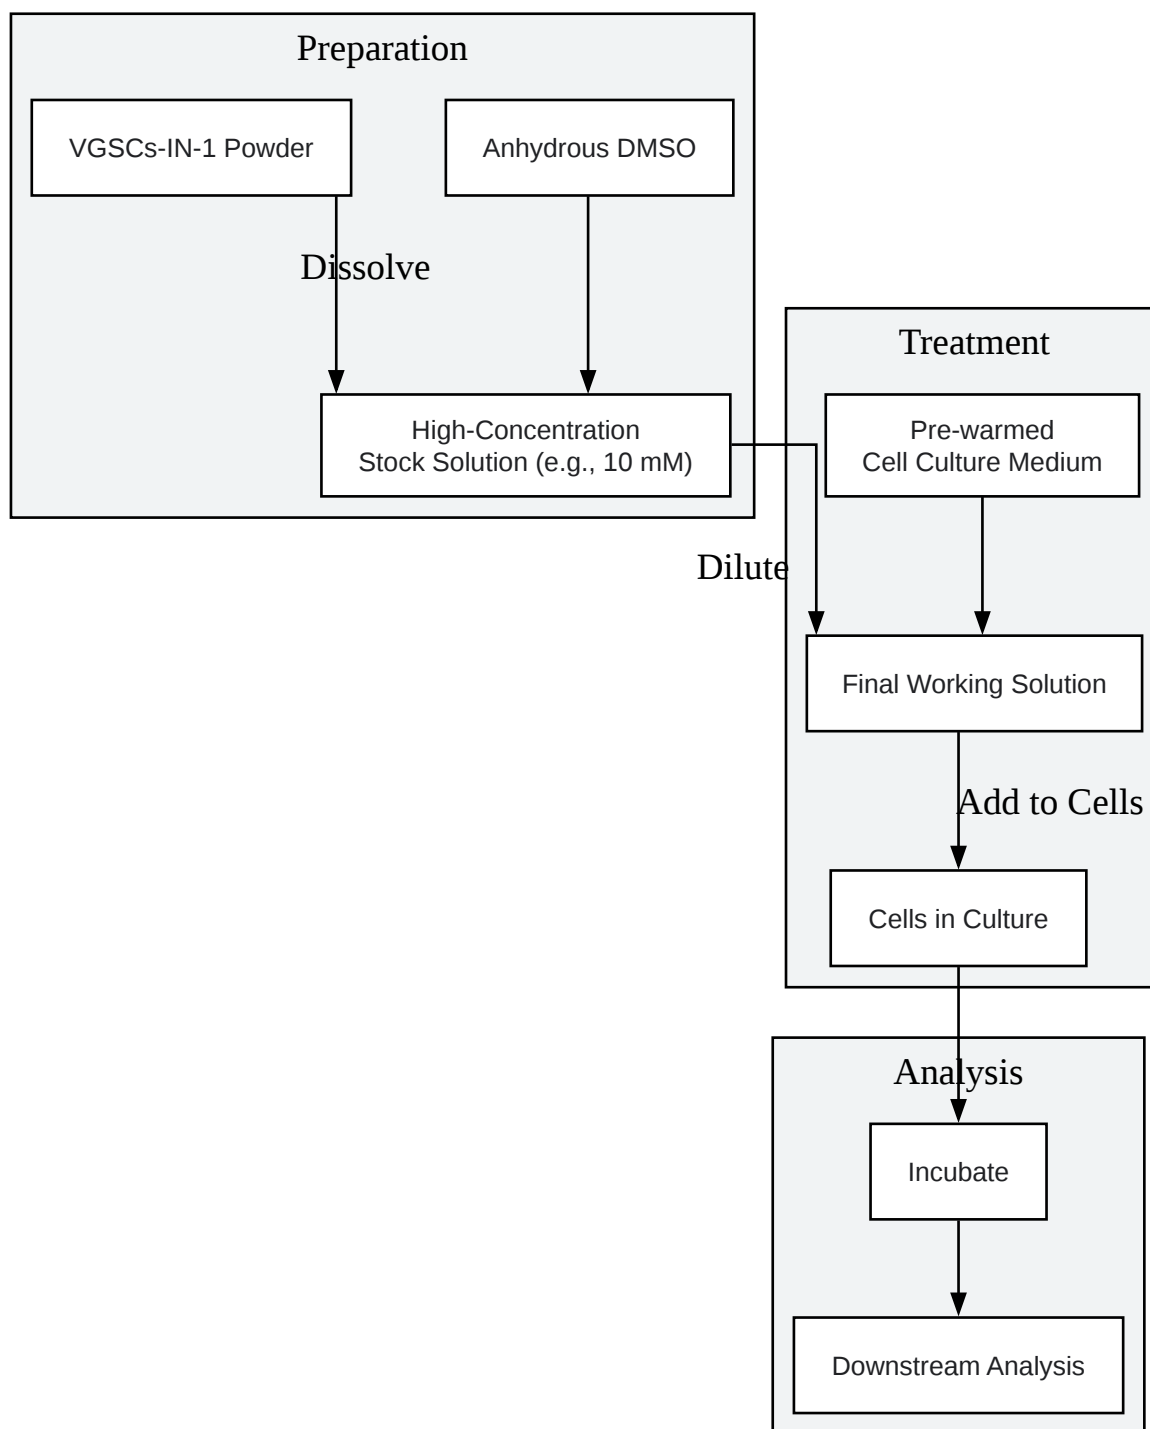 Preparation
VGSCs-IN-1 Powder
Anhydrous DMSO
Dissolve
High-Concentration
Stock Solution (e.g., 10 mM)
Treatment
Pre-warmed
Cell Culture Medium
Dilute
Final Working Solution
Add to Cells
Cells in Culture
Analysis
Incubate
Downstream Analysis